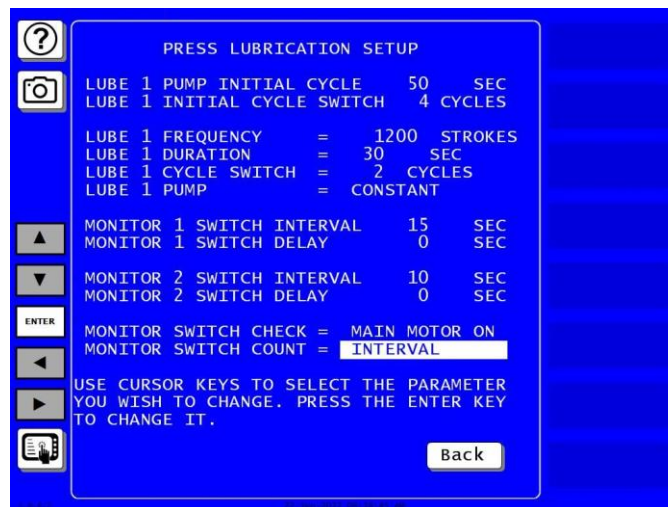 ?
PRESS LUBRICATION SETUP
LUBE 1 PUMP INITIAL CYCLE 50 SEC
LUBE 1 INITIAL CYCLE SWITCH 4 CYCLES
LUBE 1 FREQUENCY = 1200 STROKES
LUBE 1 DURATION = 30 SEC
LUBE 1 CYCLE SWITCH = 2 CYCLES
LUBE 1 PUMP = CONSTANT
MONITOR 1 SWITCH INTERVAL 15 SEC
MONITOR 1 SWITCH DELAY 0 SEC
MONITOR 2 SWITCH INTERVAL 10 SEC
MONITOR 2 SWITCH DELAY 0 SEC
ENTER
MONITOR SWITCH CHECK = MAIN MOTOR ON
MONITOR SWITCH COUNT = INTERVAL
USE CURSOR KEYS TO SELECT THE PARAMETER
YOU WISH TO CHANGE. PRESS THE ENTER KEY
TO CHANGE IT.
Back